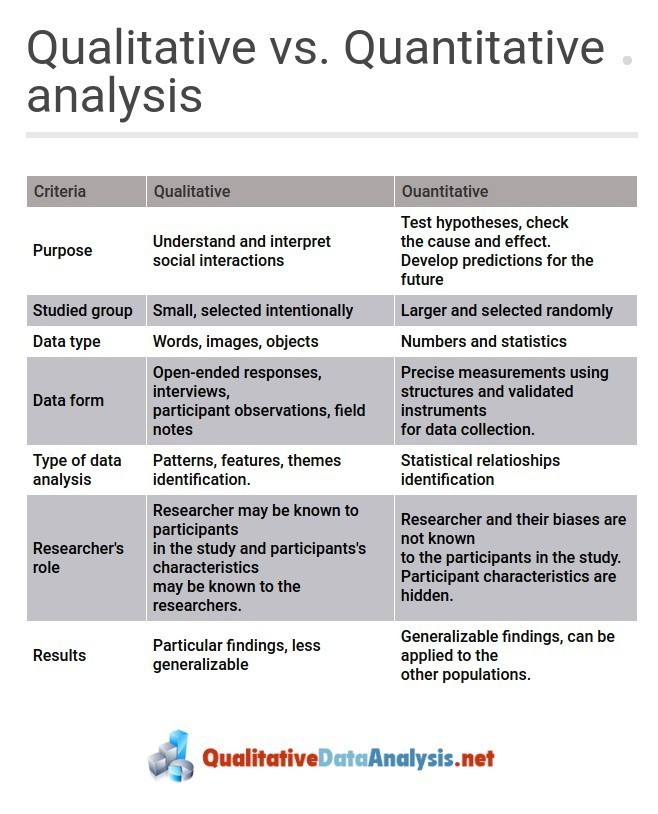 Qualitative vs. Quantitative .
analysis
Criteria Qualitative Ouantitative
Purpose
Understand and interpret
social interactions
Test hypotheses, check
the cause and effect.
Develop predictions for the
future
Studied group Small, selected intentionally Larger and selected randomly
Data type Words, images, objects Numbers and statistics
Data form
Open-ended responses,
interviews,
participant observations, field
notes
Precise measurements using
structures and validated
instruments
for data collection.
Type of data
analysis
Patterns, features, themes
identification.
Statistical relatioships
identification
Researcher's
role
Researcher may be known to
participants
in the study and participants's
characteristics
may be known to the
researchers.
Researcher and their biases are
not known
to the participants in the study.
Participant characteristics are
hidden.
Results
Particular findings, less
generalizable
Generalizable findings, can be
applied to the
other populations.
QualitativeDataAnalysis.net